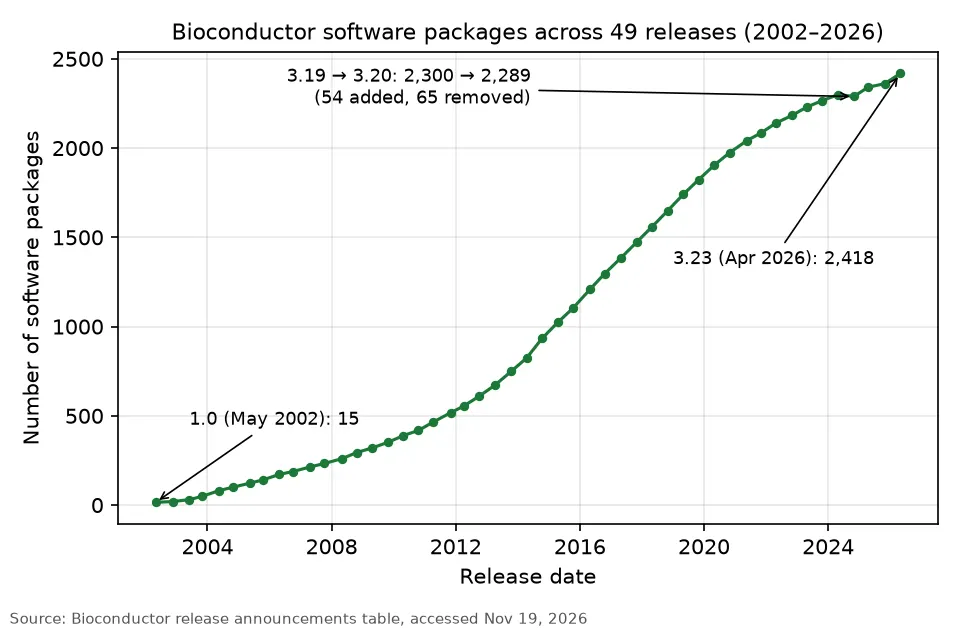 Bioconductor software packages across 49 releases (2002–2026)
Number of software packages
2500
2000
1500
1000
500
0
3.19 → 3.20: 2,300 → 2,289
(54 added, 65 removed)
3.23 (Apr 2026): 2,418
1.0 (May 2002): 15
2004
2008
2012
2016
2020
2024
Release date
Source: Bioconductor release announcements table, accessed Nov 19, 2026